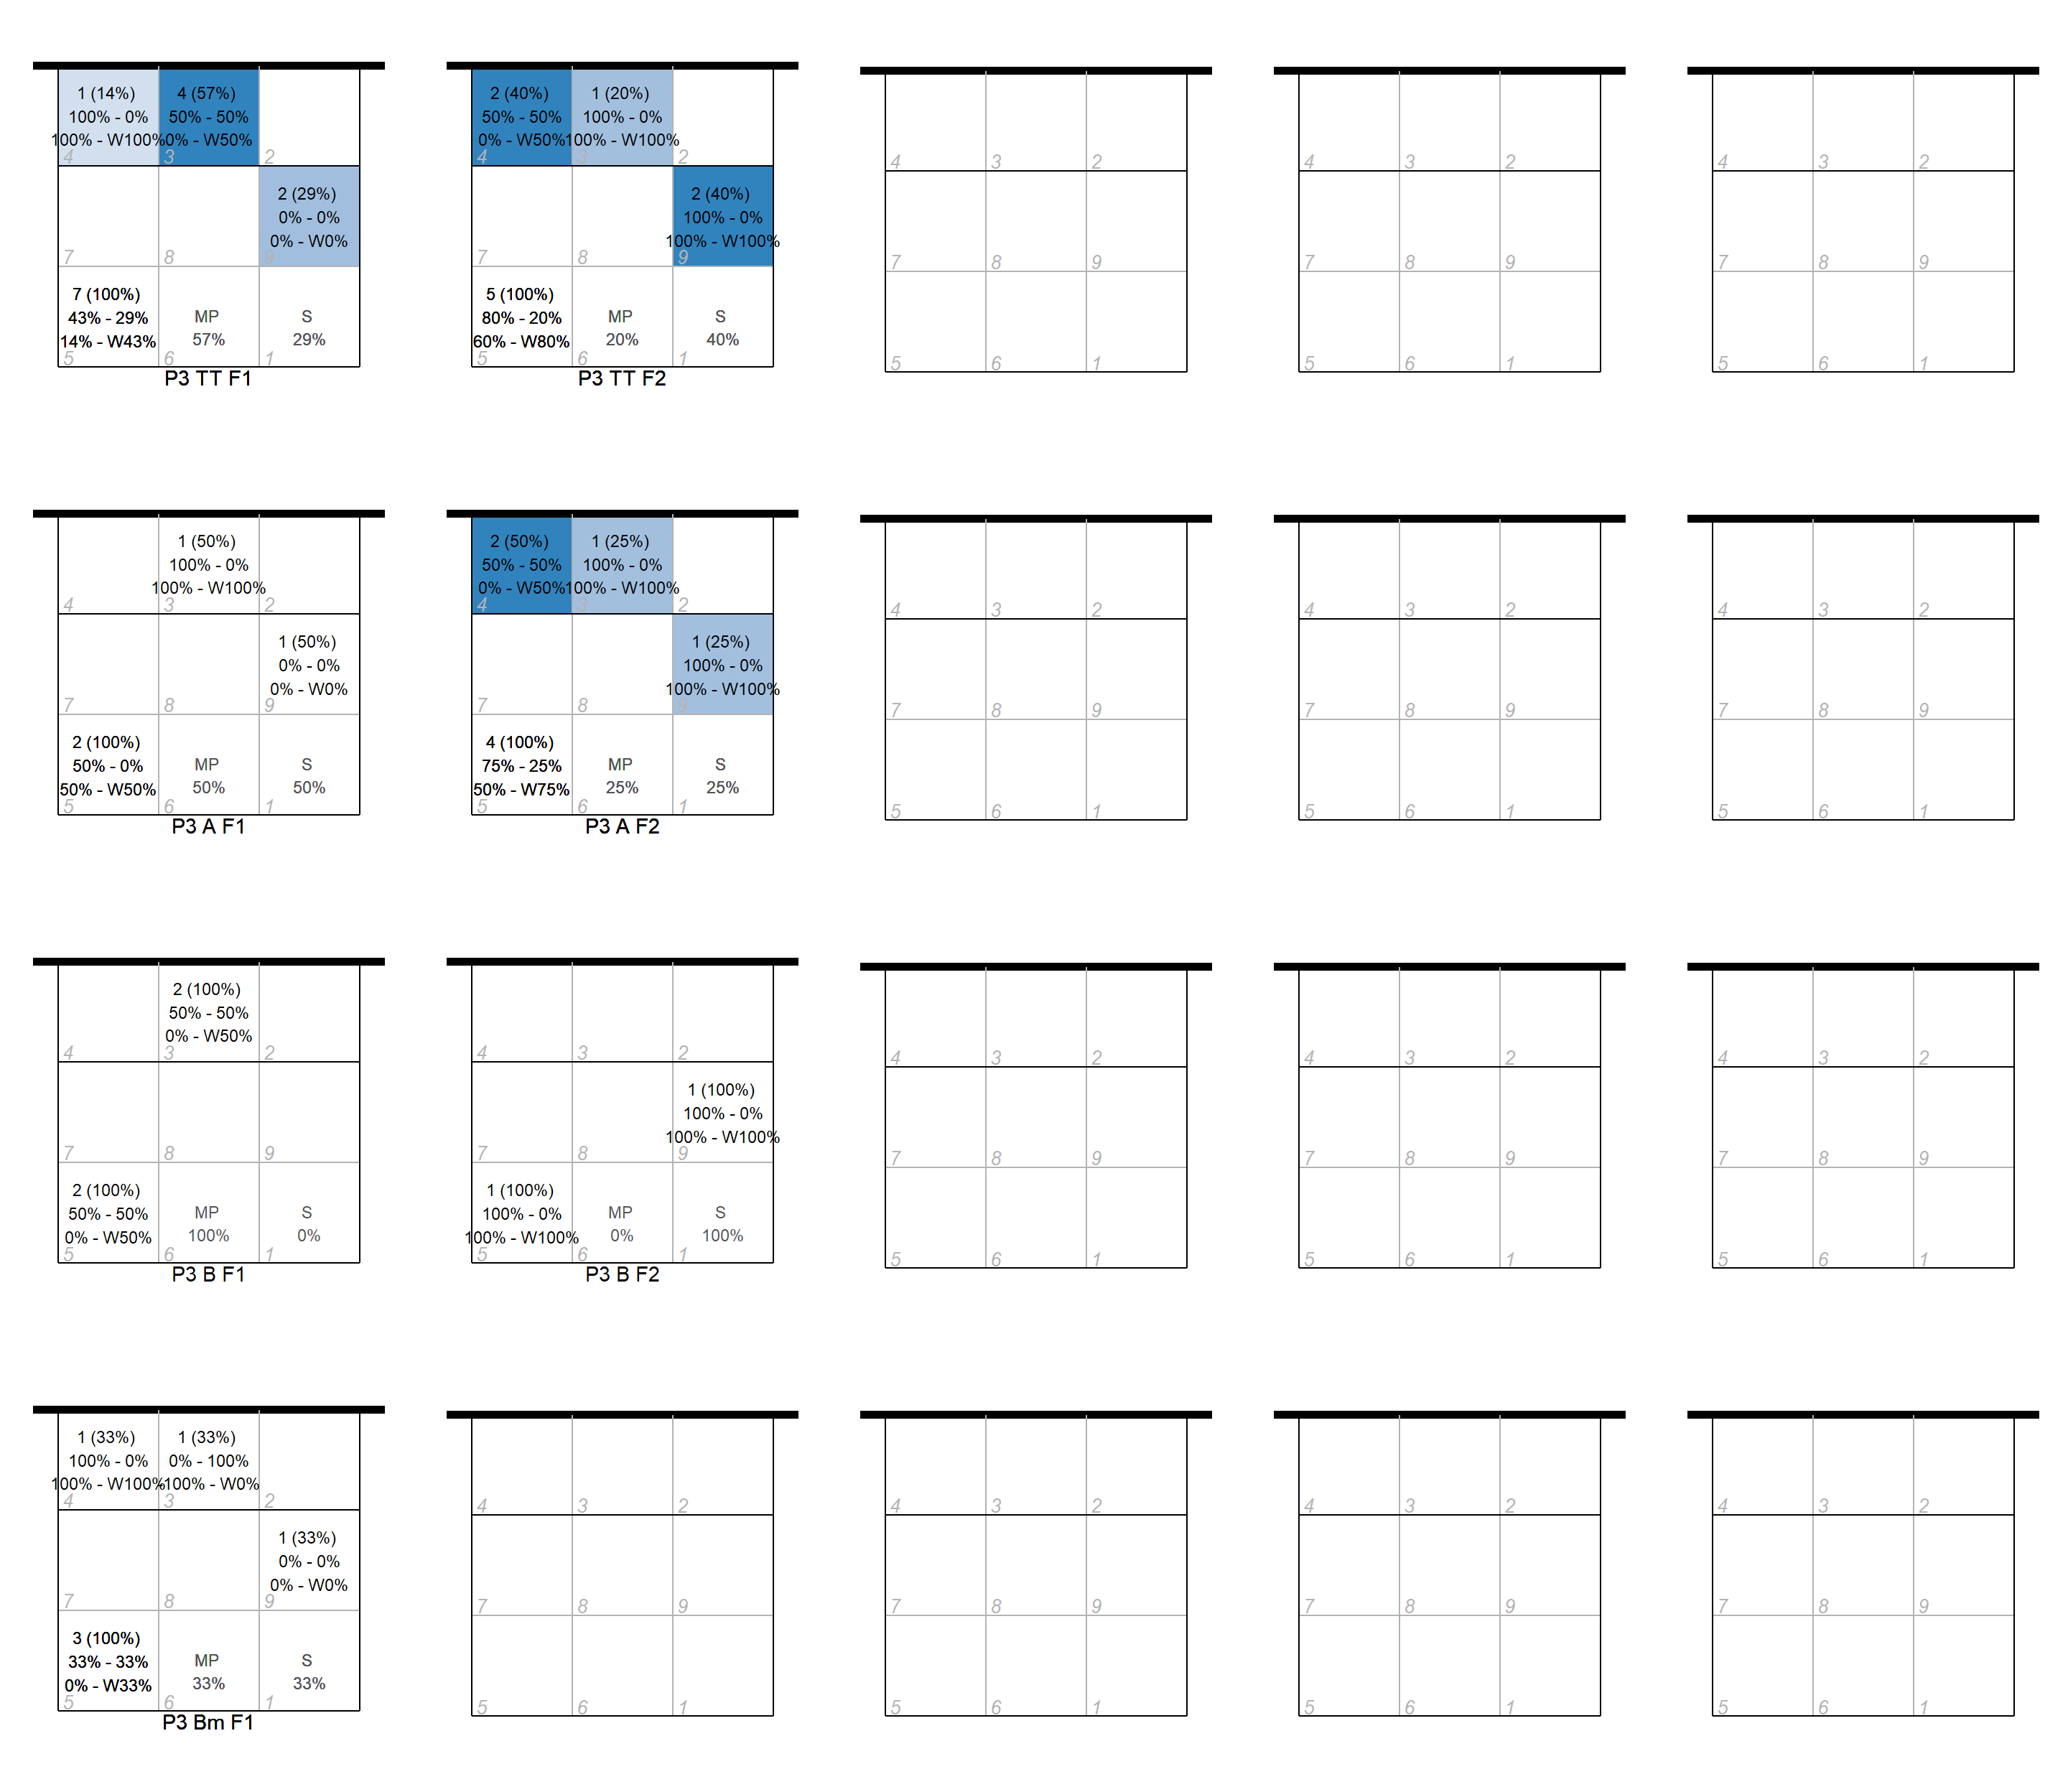 1 (14%) 4 (57%)
100% - 0% 50% - 50%
100% - W100% 0% - W50%
4 3 2
2 (29%)
0% - 0%
0% - W0%
7 8 9
7 (100%)
43% - 29% MP S
14% - W43% 57% 29%
5 6 1
P3 TT F1
2 (40%) 1 (20%)
50% - 50% 100% - 0%
0% - W50% 100% - W100%
4 3 2
2 (40%)
100% - 0%
100% - W100%
7 8 9
5 (100%)
80% - 20% MP S
60% - W80% 20% 40%
5 6 1
P3 TT F2
4 3 2
7 8 9
5 6 1
4 3 2
7 8 9
5 6 1
4 3 2
7 8 9
5 6 1
1 (50%)
100% - 0%
100% - W100%
4 3 2
1 (50%)
0% - 0%
0% - W0%
7 8 9
2 (100%)
50% - 0% MP S
50% - W50% 50% 50%
5 6 1
P3 A F1
2 (50%) 1 (25%)
50% - 50% 100% - 0%
0% - W50% 100% - W100%
4 3 2
1 (25%)
100% - 0%
100% - W100%
7 8 9
4 (100%)
75% - 25% MP S
50% - W75% 25% 25%
5 6 1
P3 A F2
4 3 2
7 8 9
5 6 1
4 3 2
7 8 9
5 6 1
4 3 2
7 8 9
5 6 1
2 (100%)
50% - 50%
0% - W50%
4 3 2
7 8 9
2 (100%)
50% - 50% MP S
0% - W50% 100% 0%
5 6 1
P3 B F1
4 3 2
1 (100%)
100% - 0%
100% - W100%
7 8 9
1 (100%)
100% - 0% MP S
100% - W100% 0% 100%
5 6 1
P3 B F2
4 3 2
7 8 9
5 6 1
4 3 2
7 8 9
5 6 1
4 3 2
7 8 9
5 6 1
1 (33%) 1 (33%)
100% - 0% 0% - 100%
100% - W100% -100% - W0%
4 3 2
1 (33%)
0% - 0%
0% - W0%
7 8 9
3 (100%)
33% - 33% MP S
0% - W33% 33% 33%
5 6 1
P3 Bm F1
4 3 2
7 8 9
5 6 1
4 3 2
7 8 9
5 6 1
4 3 2
7 8 9
5 6 1
4 3 2
7 8 9
5 6 1